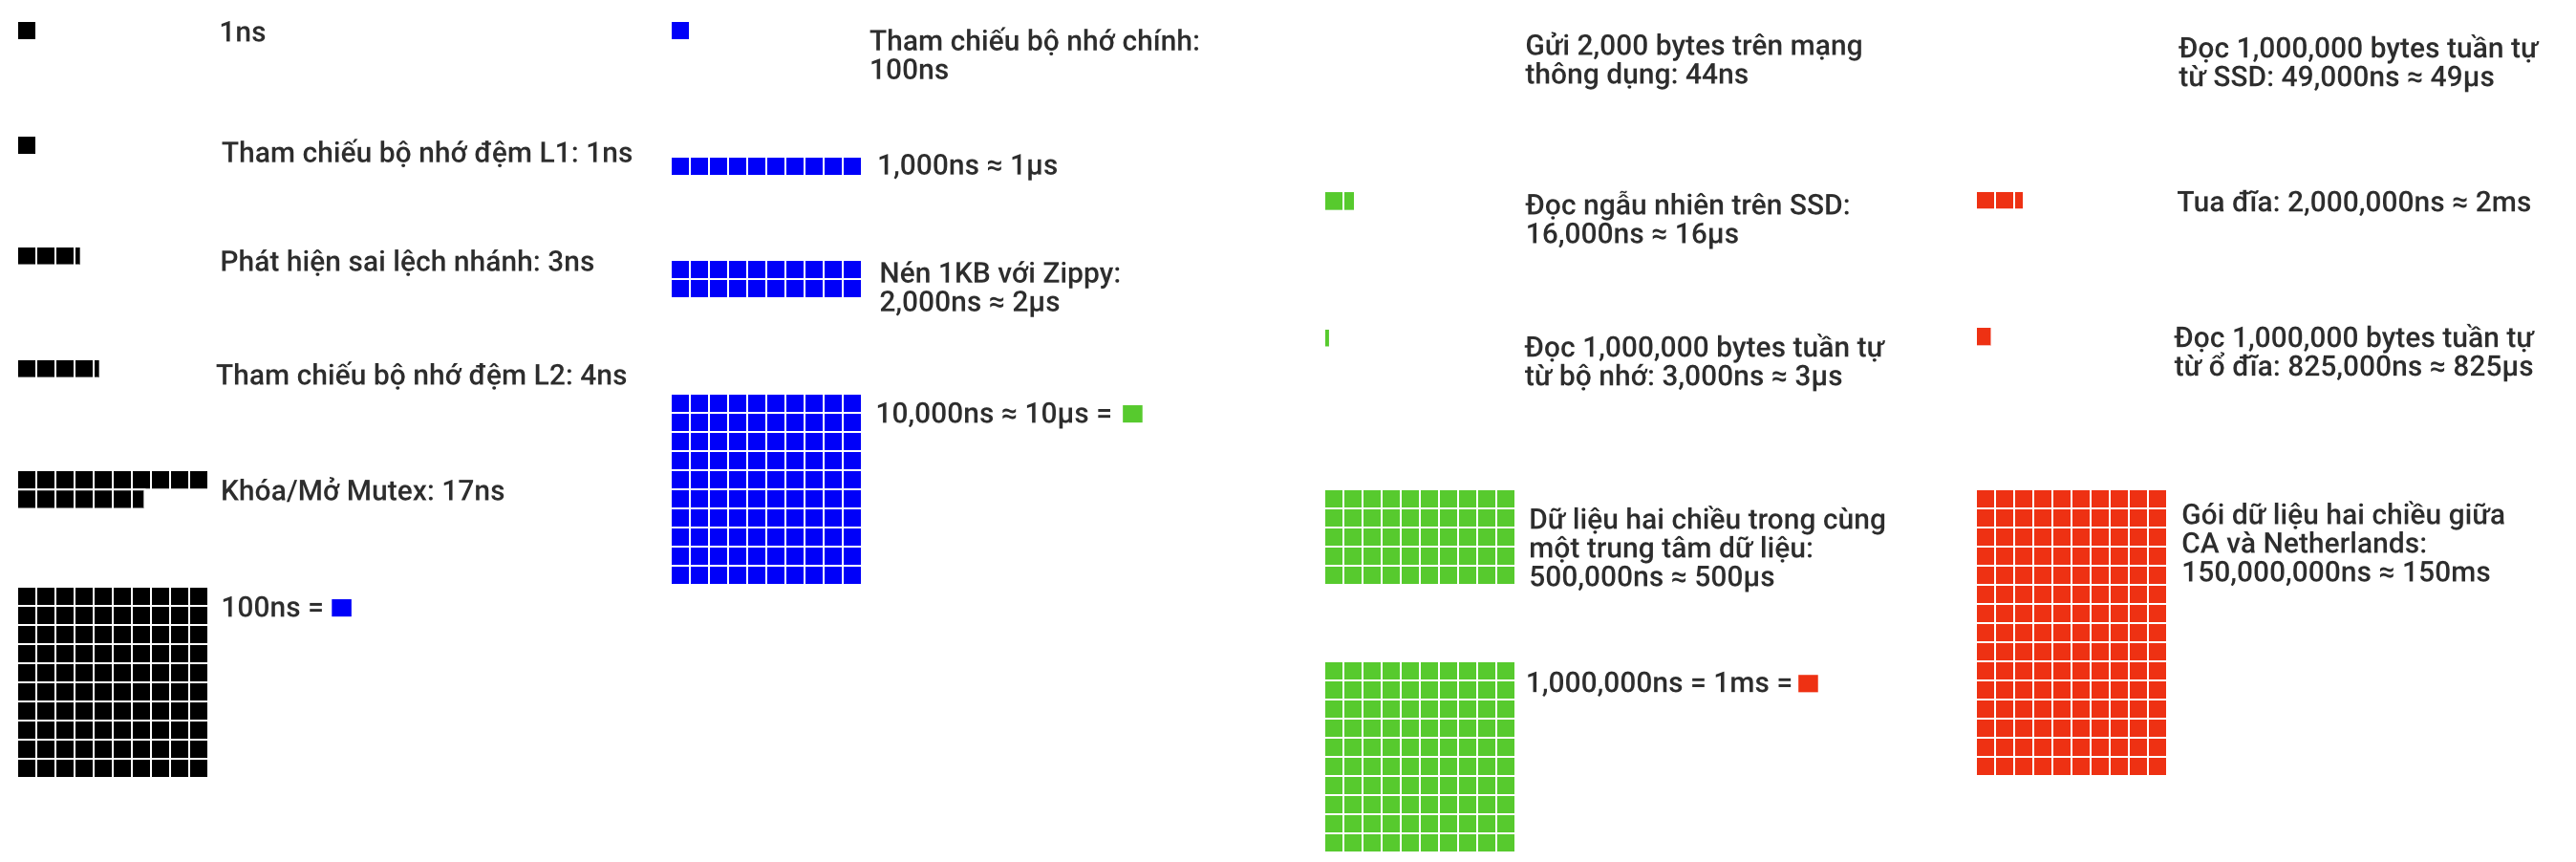 1ns
Tham chiếu bộ nhớ đệm L1: 1ns
Phát hiện sai lệch nhánh: 3ns
Tham chiếu bộ nhớ đệm L2: 4ns
Khóa/Mở Mutex: 17ns
100ns =
Tham chiếu bộ nhớ chính:
100ns
1,000ns ≈ 1μs
Nén 1KB với Zippy:
2,000ns ≈ 2μs
10,000ns ≈ 10μs =
Gửi 2,000 bytes trên mạng
thông dụng: 44ns
Đọc ngẫu nhiên trên SSD:
16,000ns ≈ 16μs
Đọc 1,000,000 bytes tuần tự
từ bộ nhớ: 3,000ns ≈ 3μs
Dữ liệu hai chiều trong cùng
một trung tâm dữ liệu:
500,000ns ≈ 500μs
1,000,000ns = 1ms =
Đọc 1,000,000 bytes tuần tự
từ SSD: 49,000ns ≈ 49μs
Tua đĩa: 2,000,000ns ≈ 2ms
Đọc 1,000,000 bytes tuần tự
từ ổ đĩa: 825,000ns ≈ 825μs
Gói dữ liệu hai chiều giữa
CA và Netherlands:
150,000,000ns ≈ 150ms